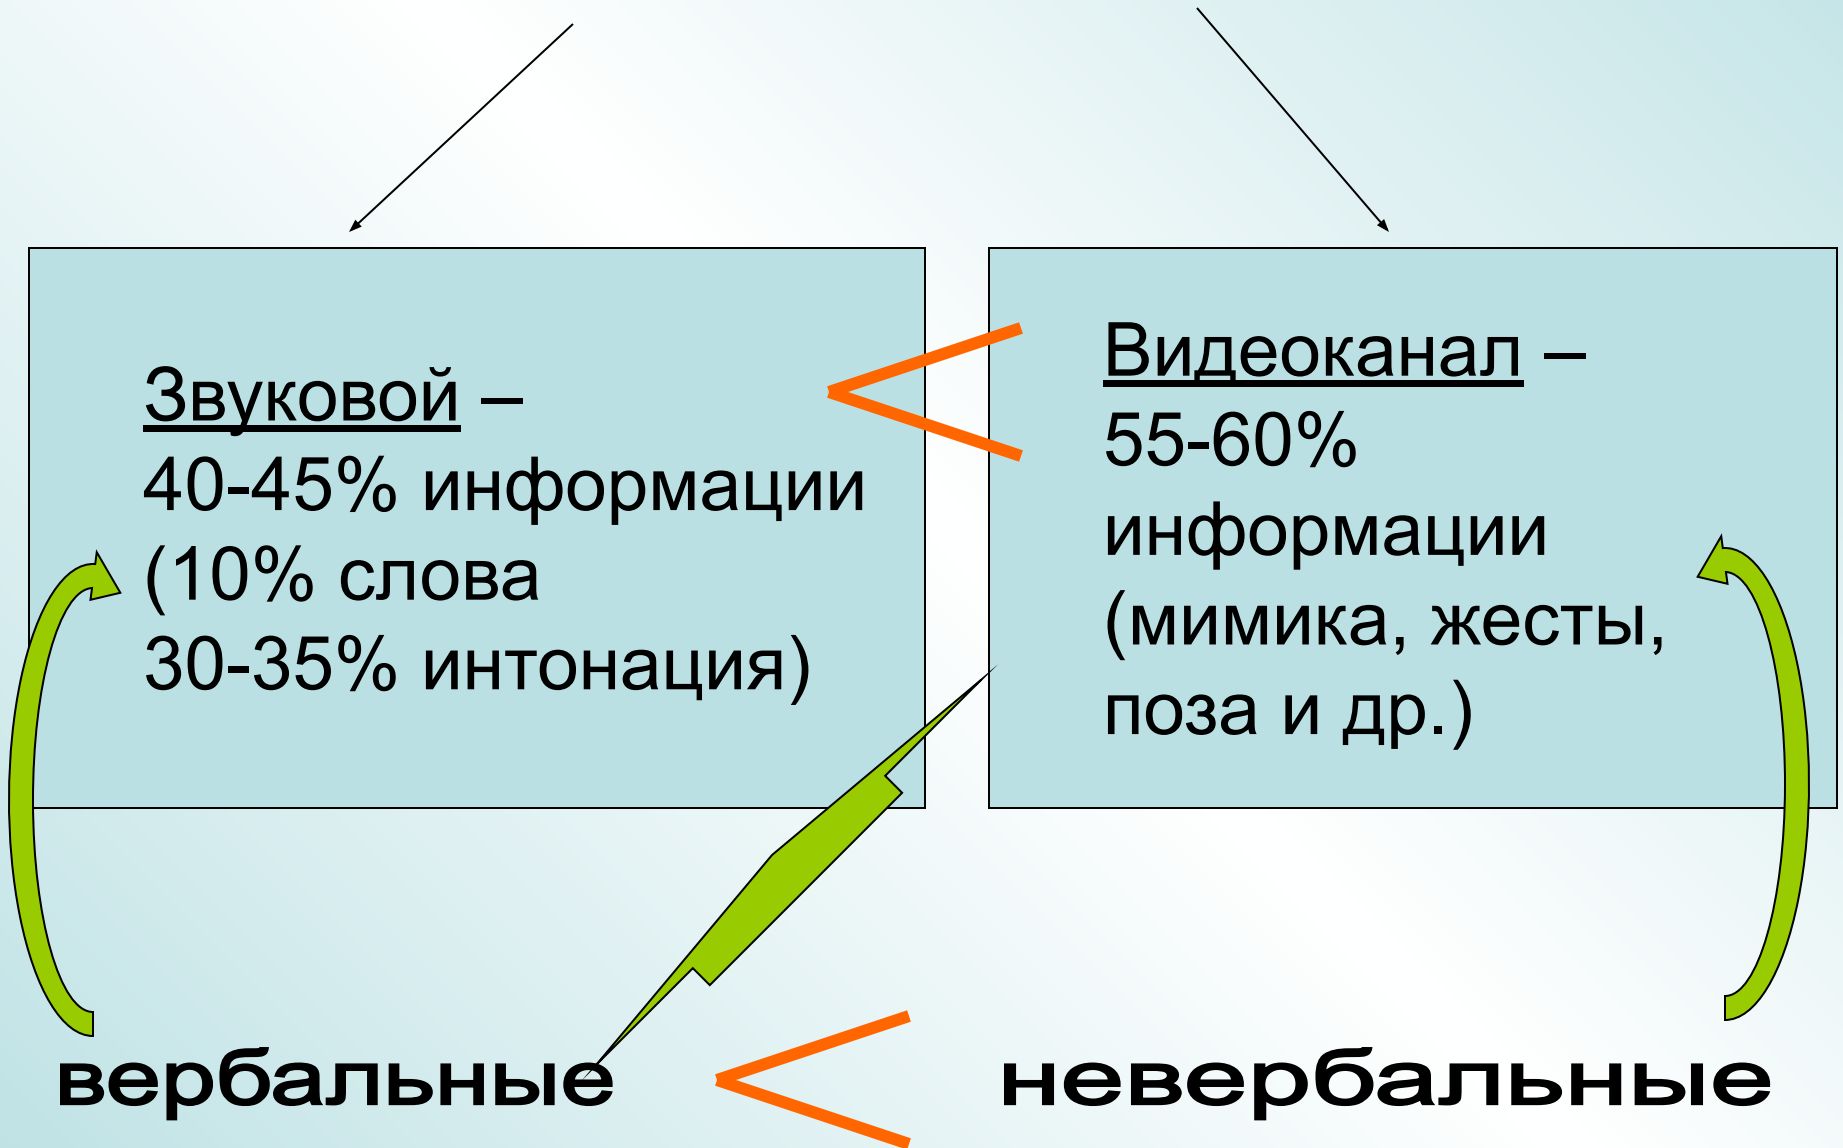 Звуковой –
40-45% информации
(10% слова
30-35% интонация)
Видеоканал –
55-60%
информации
(мимика, жесты,
поза и др.)
вербальные
невербальные